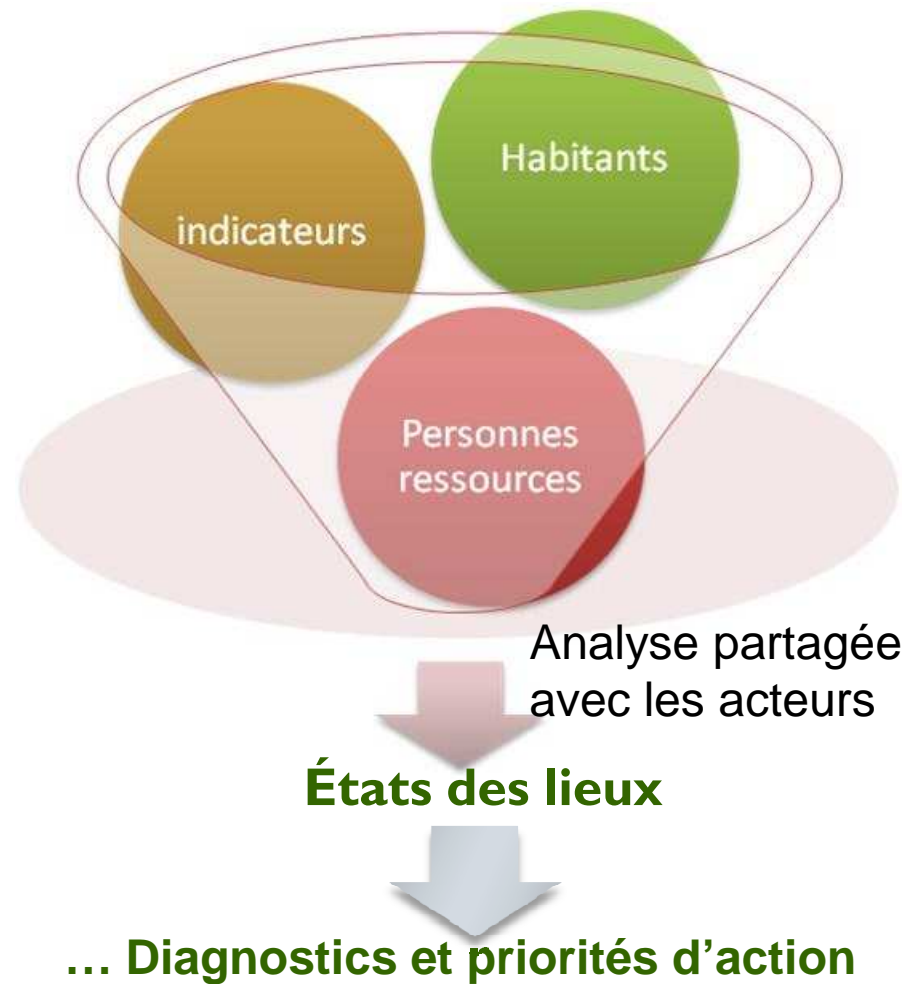 Habitants
indicateurs
Personnes
ressources
Analyse partagée
avec les acteurs
États des lieux
... Diagnostics et priorités d'action